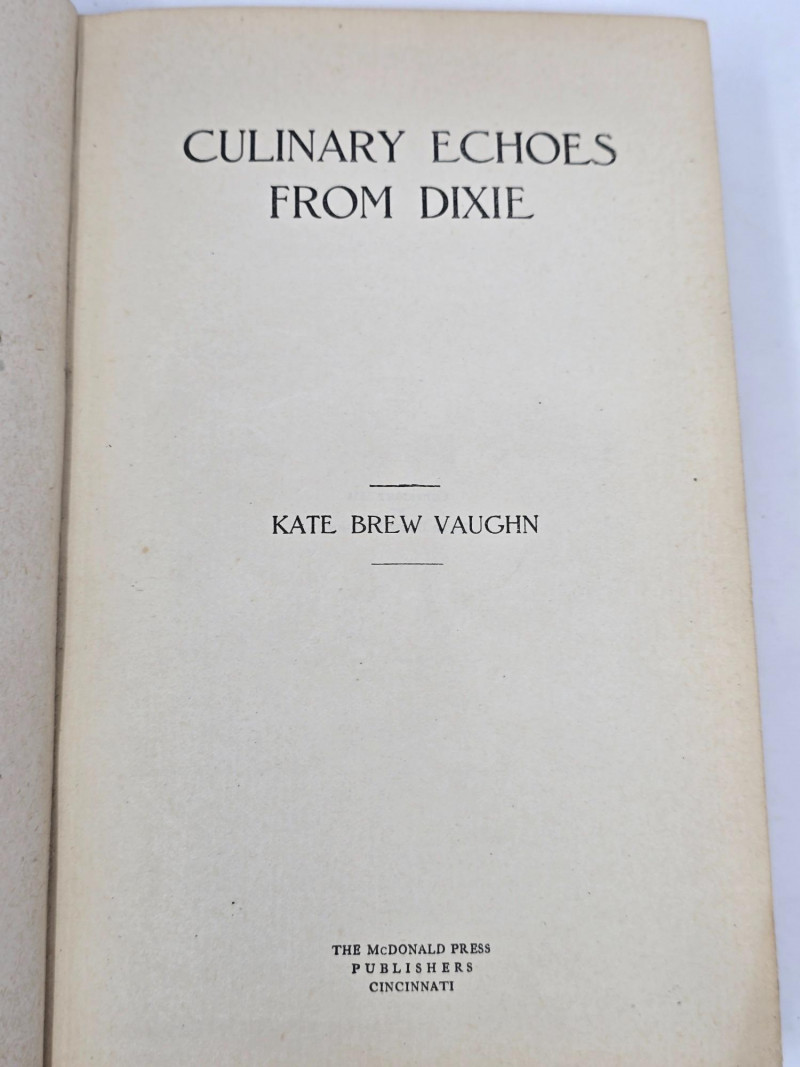 CULINARY ECHOES
FROM DIXIE
KATE BREW VAUGHN
THE McDONALD PRESS
PUBLISHERS
CINCINNATI